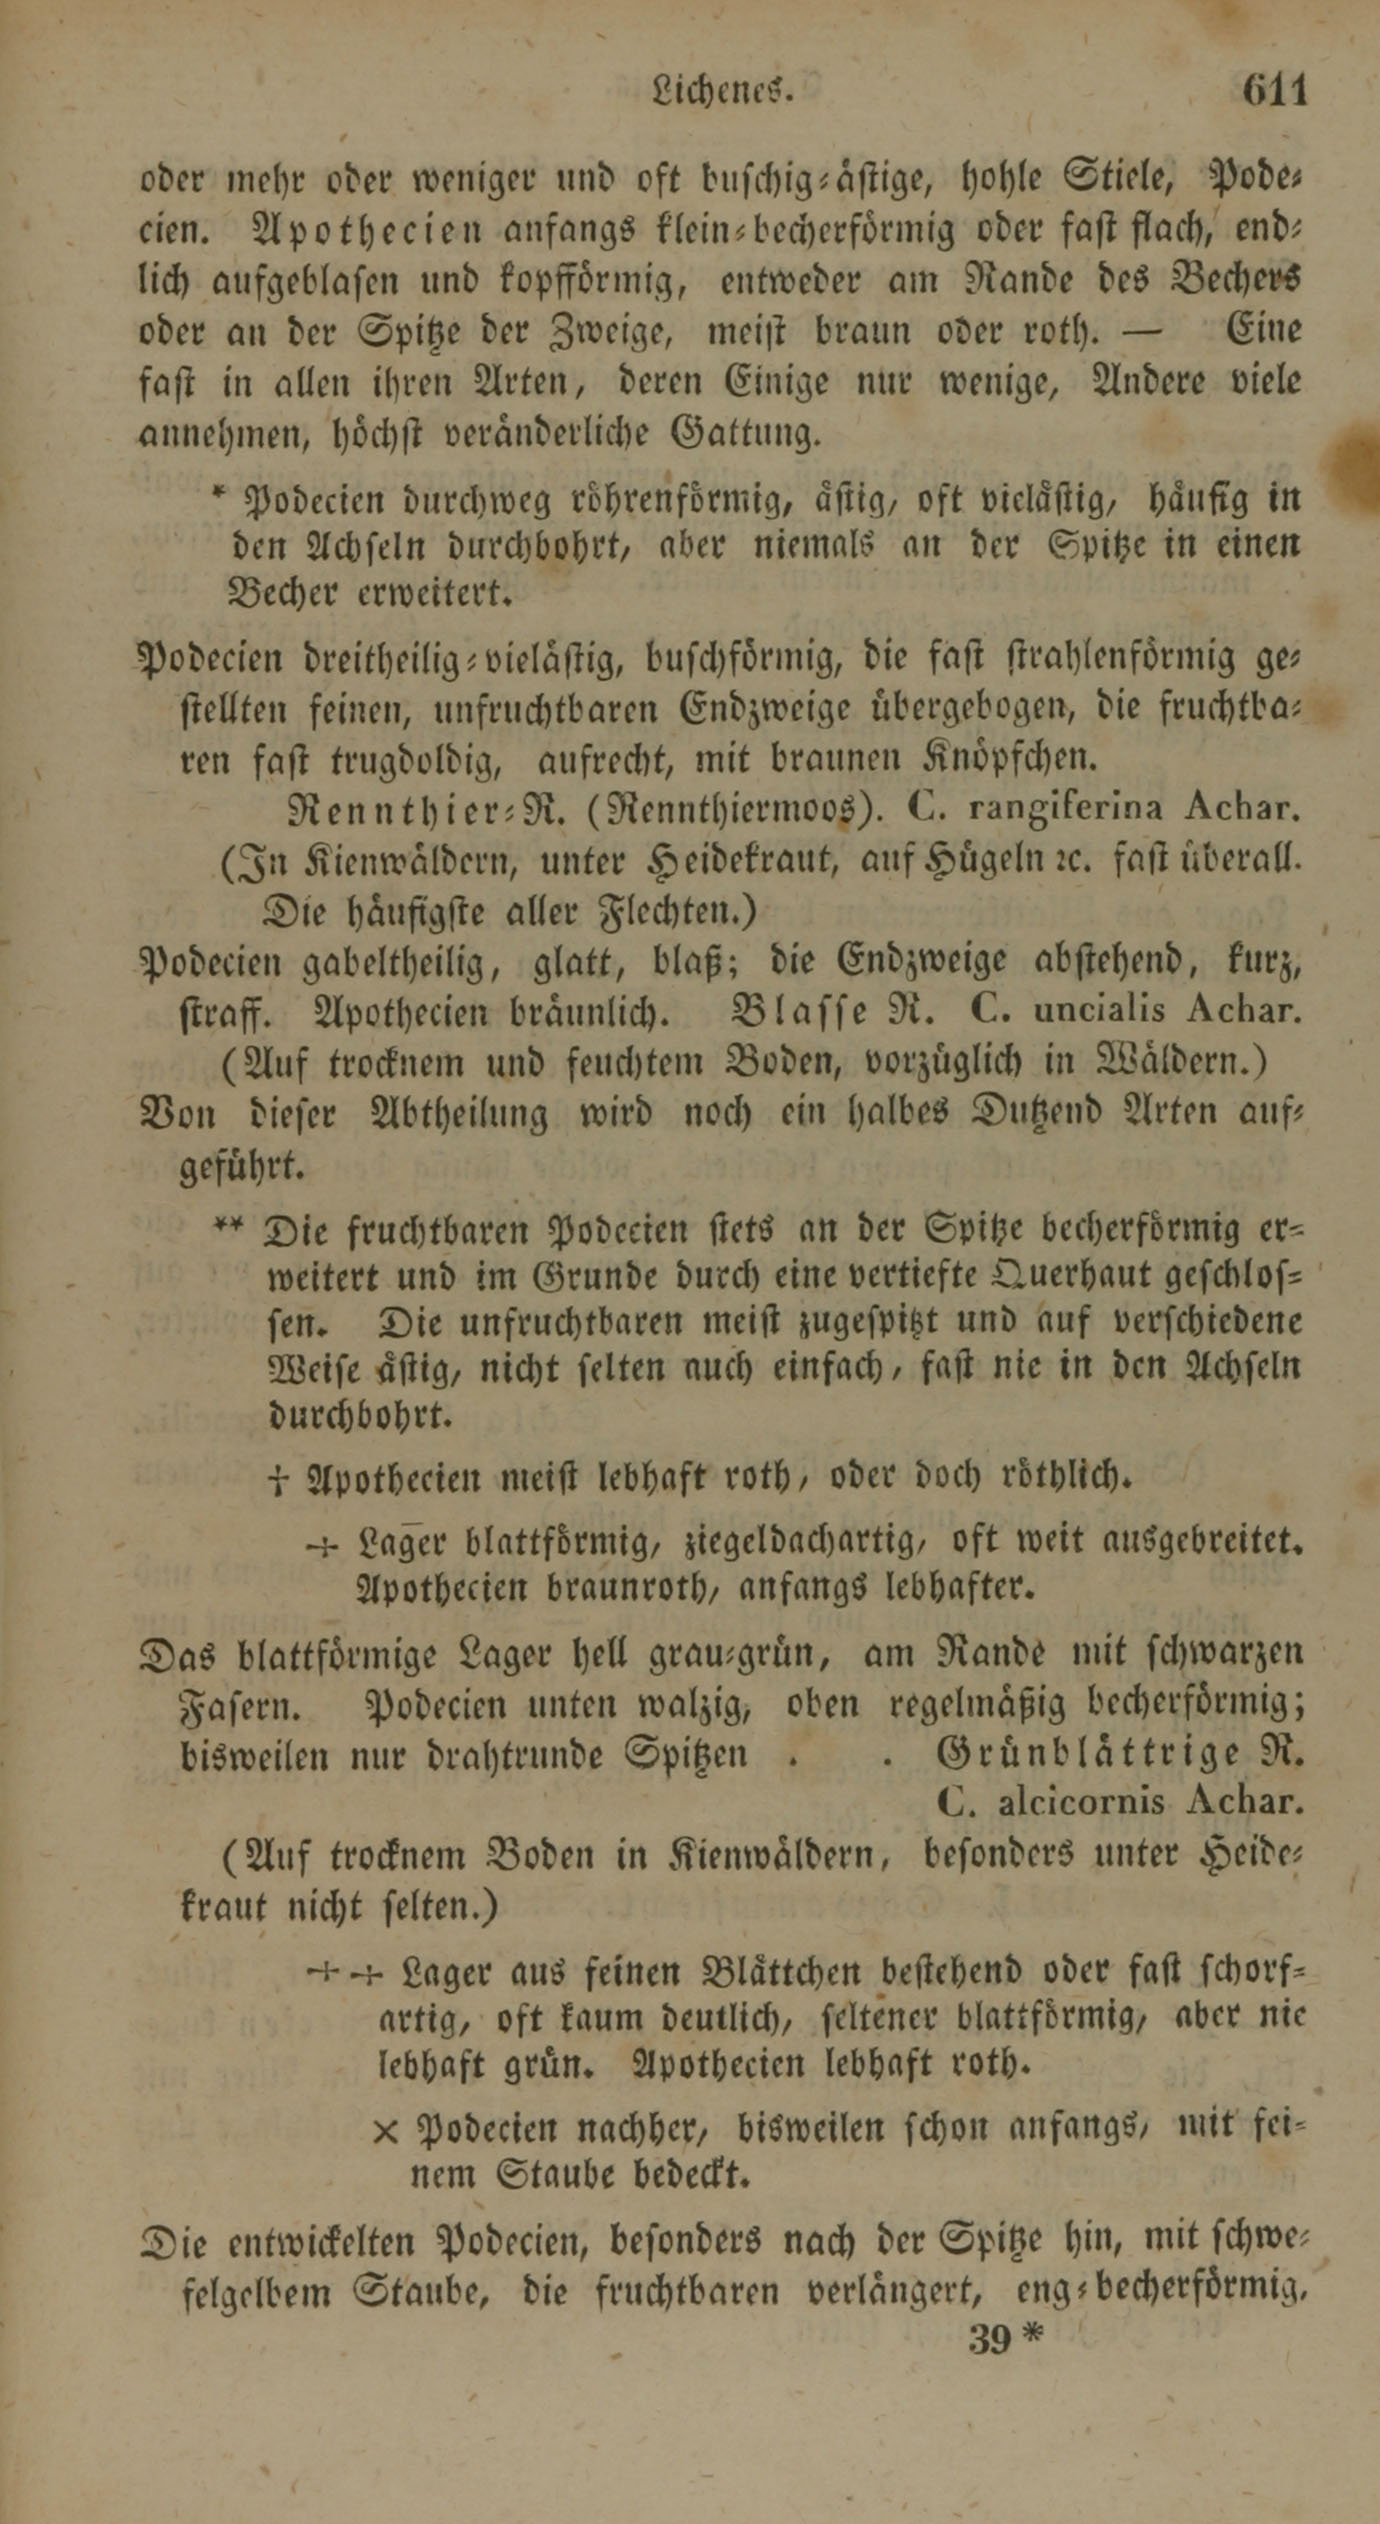 Lichenes. 611
oder mehr oder weniger und oft buschig-ästige, hohle Stiele, Pode-
cien. Apothecien anfangs klein-becherförmig oder fast flach, end-
lich aufgeblasen und kopfförmig, entweder am Rande des Bechers
oder an der Spitze der Zweige, meist braun oder roth. — Eine
fast in allen ihren Arten, deren Einige nur wenige, Andere viele
annehmen, höchst veränderliche Gattung.
* Podecien durchweg röhrenförmig, ästig, oft vielästig, häufig in
den Achseln durchbohrt, aber niemals an der Spitze in einen
Becher erweitert.
Podecien dreitheilig-vielästig, buschförmig, die fast strahlenförmig ge-
stellten feinen, unfruchtbaren Endzweige übergebogen, die fruchtba-
ren fast trugdoldig, aufrecht, mit braunen Knöpfchen.
Rennthier-R. (Rennthiermoos). C. rangiferina Achar.
(In Kienwäldern, unter Heidekraut, auf Hügeln ꝛc. fast überall.
Die häufigste aller Flechten.)
Podecien gabeltheilig, glatt, blaß; die Endzweige abstehend, kurz,
straff. Apothecien bräunlich. Blasse R. C. uncialis Achar.
(Auf trocknem und feuchtem Boden, vorzüglich in Wäldern.)
Von dieser Abtheilung wird noch ein halbes Dutzend Arten auf-
geführt.
** Die fruchtbaren Podecien stets an der Spitze becherförmig er-
weitert und im Grunde durch eine vertiefte Querhaut geschlos-
sen. Die unfruchtbaren meist zugespitzt und auf verschiedene
Weise ästig, nicht selten auch einfach, fast nie in den Achseln
durchbohrt.
† Apothecien meist lebhaft roth, oder doch röthlich.
∻ Lager blattförmig, ziegeldachartig, oft weit ausgebreitet.
Apothecien braunroth, anfangs lebhafter.
Das blattförmige Lager hell grau-grün, am Rande mit schwarzen
Fasern. Podecien unten walzig, oben regelmäßig becherförmig;
bisweilen nur drahtrunde Spitzen . . Grünblättrige R.
C. alcicornis Achar.
(Auf trocknem Boden in Kienwäldern, besonders unter Heide-
kraut nicht selten.)
∻ ∻ Lager aus feinen Blättchen bestehend oder fast schorf-
artig, oft kaum deutlich, seltener blattförmig, aber nie
lebhaft grün. Apothecien lebhaft roth.
× Podecien nachher, bisweilen schon anfangs, mit fei-
nem Staube bedeckt.
Die entwickelten Podecien, besonders nach der Spitze hin, mit schwe-
felgelbem Staube, die fruchtbaren verlängert, eng-becherförmig,
39 *